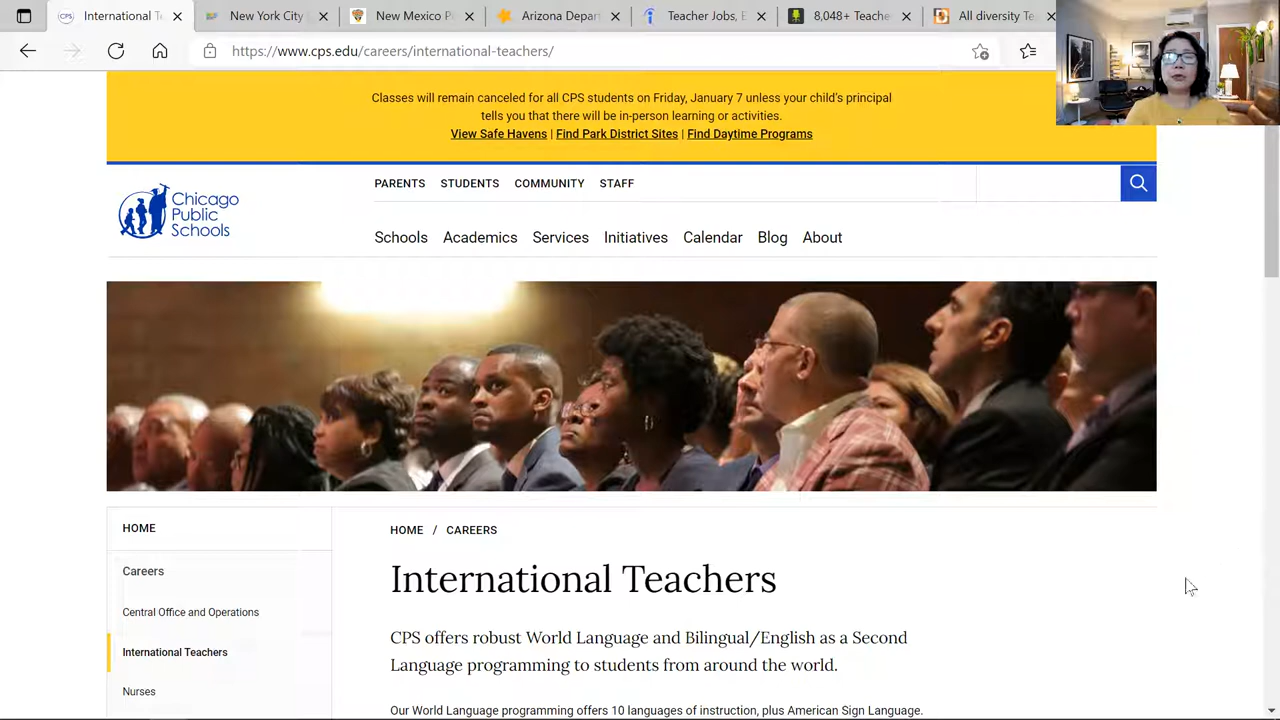 International T
New York City
New Mexico P
Arizona Depar
Teacher Jobs, E
8,048+ Teache
All diversity Te
https://www.cps.edu/careers/international-teachers/
Classes will remain canceled for all CPS students on Friday, January 7 unless your child's principal
tells you that there will be in-person learning or activities.
View Safe Havens | Find Park District Sites | Find Daytime Programs
PARENTS STUDENTS COMMUNITY STAFF
Chicago
Public
Schools
Schools Academics Services Initiatives Calendar Blog About
HOME
Careers
Central Office and Operations
International Teachers
Nurses
HOME / CAREERS
International Teachers
CPS offers robust World Language and Bilingual/English as a Second
Language programming to students from around the world.
Our World Language programming offers 10 languages of instruction, plus American Sign Language.